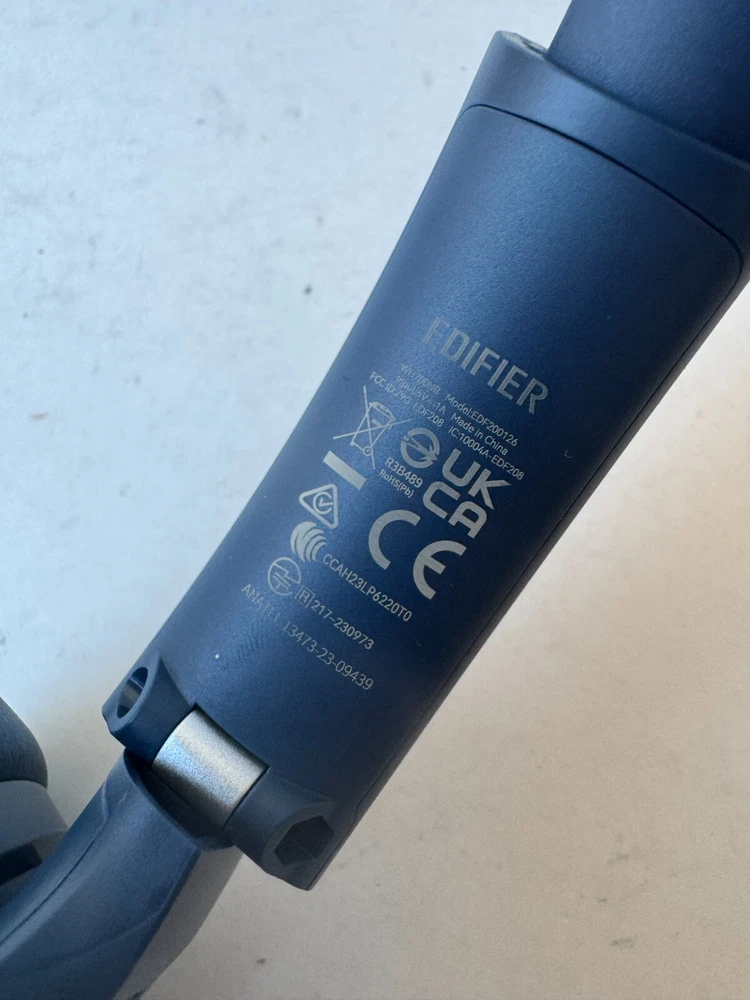 EDIFIER
WH700NB Model:EDF200126
Input:5V⎓1A Made in China
FCC ID:Z9G-EDF208 IC:10004A-EDF208
R3B489
RoHS(Pb)
UK
CA
CE
CCAH23LP6220T0
[R]217-230973
ANATEL 13473-23-09439